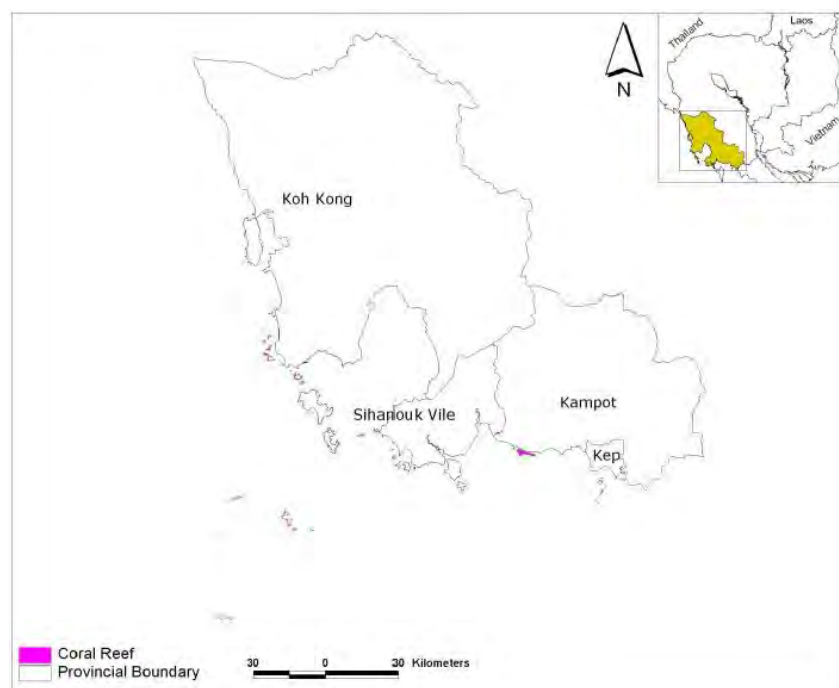 Thailand
Laos
Vietnam
N
Koh Kong
Sihanouk Vile
Kampot
Kep
Coral Reef
Provincial Boundary
30 0 30 Kilometers